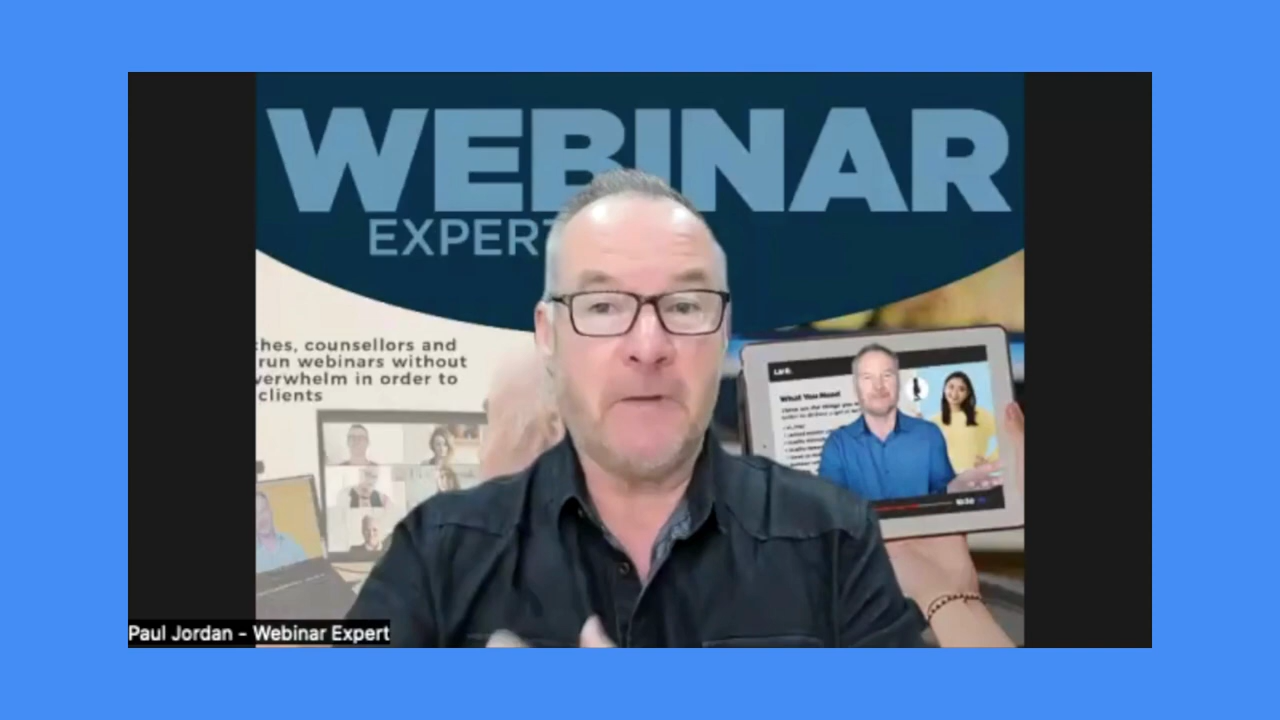 WEBINAR
EXPERT
ches, counsellors and
run webinars without
verwhelm in order to
clients
LIVE.
What You Need
Paul Jordan - Webinar Expert